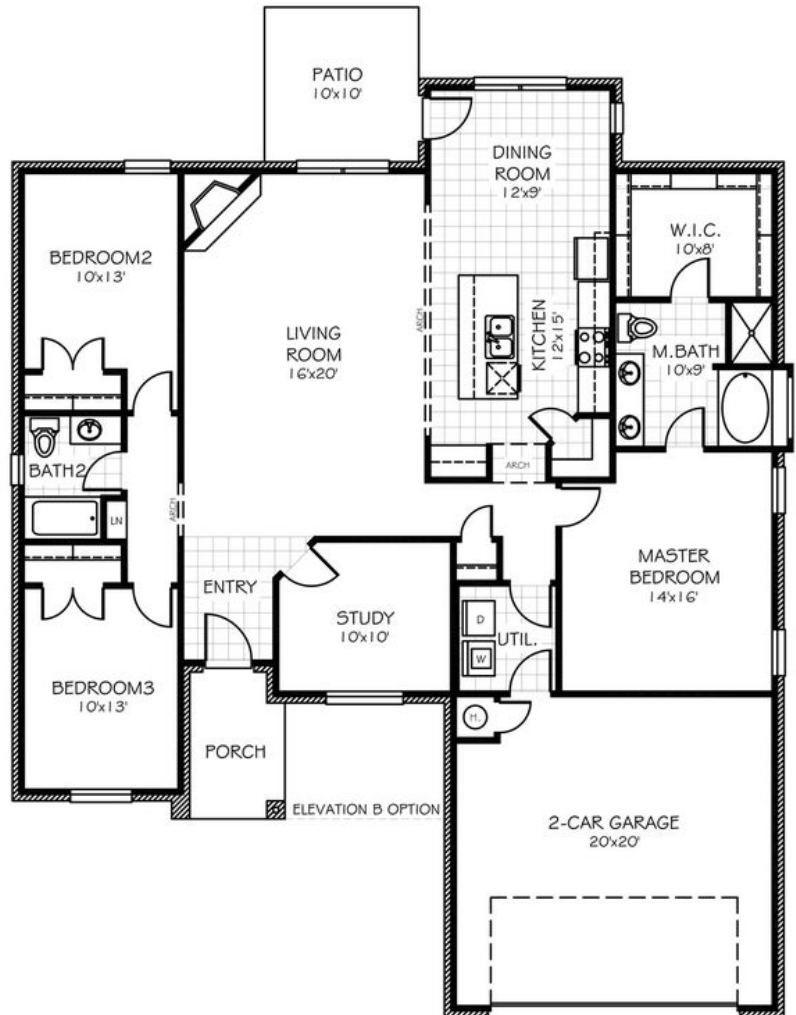 PATIO
10'x10'
DINING
ROOM
12'x9'
W.I.C.
10'x8'
BEDROOM2
10'x13'
LIVING
ROOM
16'x20'
ARCH
KITCHEN
12'x15'
M.BATH
10'x9'
BATH2
LN
ARCH
ARCH
ENTRY
STUDY
10'x10'
MASTER
BEDROOM
14'x16'
D
UTIL.
W
BEDROOM3
10'x13'
H.
PORCH
ELEVATION B OPTION
2-CAR GARAGE
20'x20'